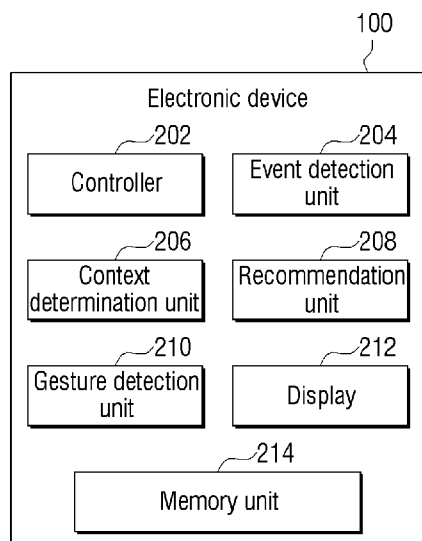 100
Electronic device
202
204
Controller
Event detection
unit
206
208
Context
determination unit
Recommendation
unit
210
212
Gesture detection
unit
Display
214
Memory unit